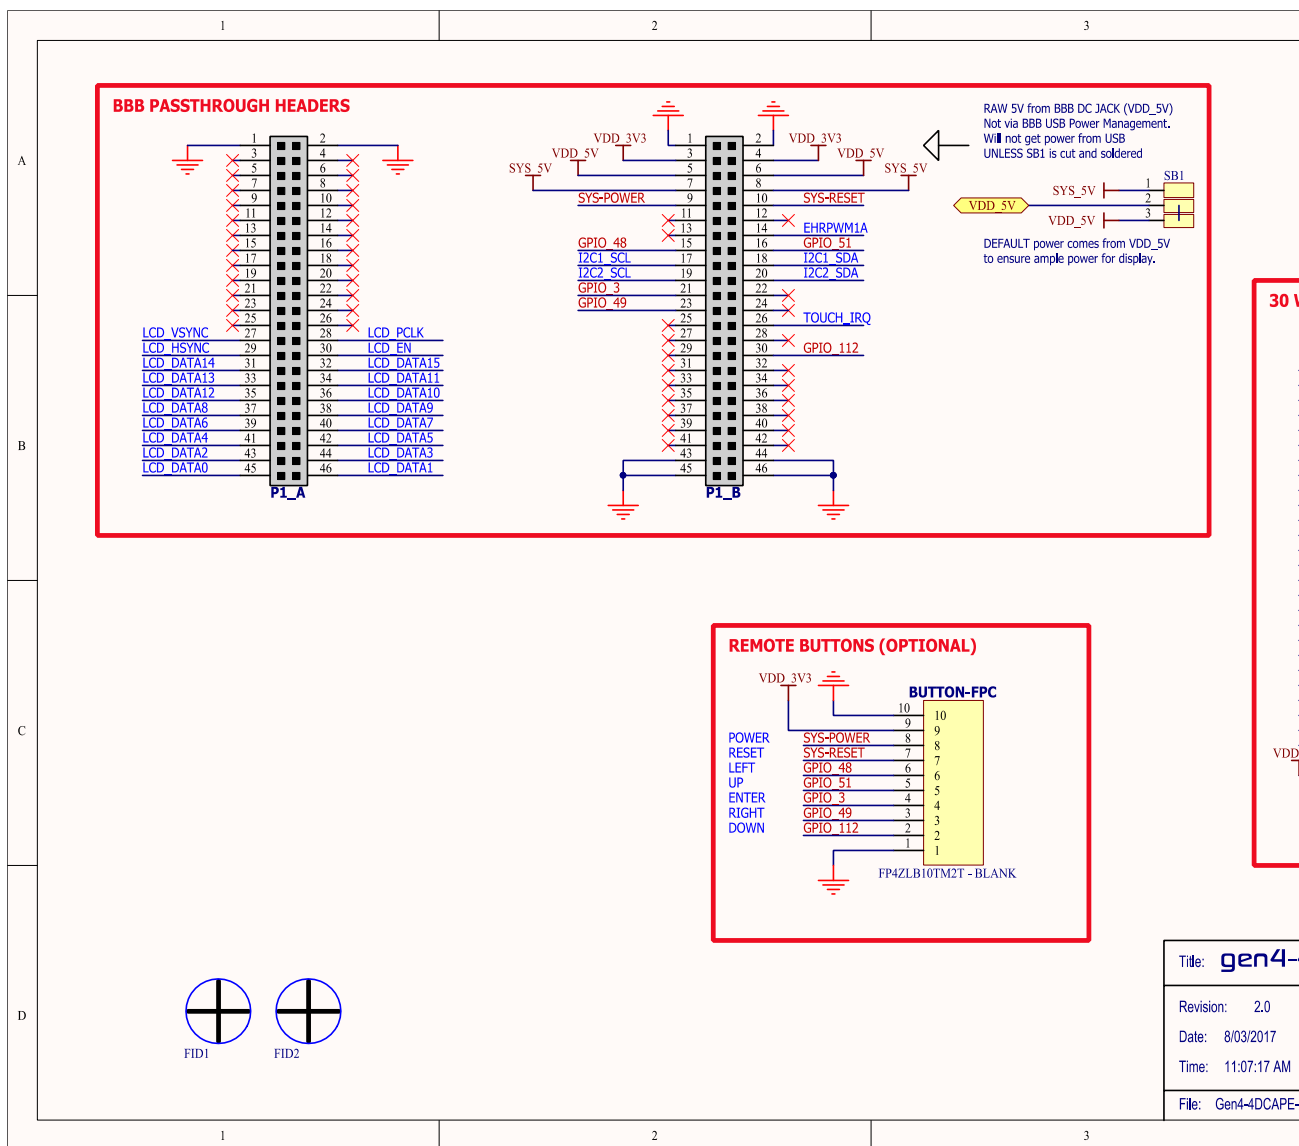 1 2 3
A
B
C
D
BBB PASSTHROUGH HEADERS
1 2
3 4
5 6
7 8
9 10
11 12
13 14
15 16
17 18
19 20
21 22
23 24
25 26
LCD_VSYNC 27 28 LCD_PCLK
LCD_HSYNC 29 30 LCD_EN
LCD_DATA14 31 32 LCD_DATA15
LCD_DATA13 33 34 LCD_DATA11
LCD_DATA12 35 36 LCD_DATA10
LCD_DATA8 37 38 LCD_DATA9
LCD_DATA6 39 40 LCD_DATA7
LCD_DATA4 41 42 LCD_DATA5
LCD_DATA2 43 44 LCD_DATA3
LCD_DATA0 45 46 LCD_DATA1
P1_A
1 2
VDD_3V3 3 4 VDD_3V3
VDD_5V 5 6 VDD_5V
SYS_5V 7 8 SYS_5V
SYS-POWER 9 10 SYS-RESET
11 12
13 14 EHRPWM1A
GPIO_48 15 16 GPIO_51
I2C1_SCL 17 18 I2C1_SDA
I2C2_SCL 19 20 I2C2_SDA
GPIO_3 21 22
GPIO_49 23 24
25 26 TOUCH_IRQ
27 28
29 30 GPIO_112
31 32
33 34
35 36
37 38
39 40
41 42
43 44
45 46
P1_B
RAW 5V from BBB DC JACK (VDD_5V)
Not via BBB USB Power Management.
Will not get power from USB
UNLESS SB1 is cut and soldered
SB1
SYS_5V 1
VDD_5V 2
VDD_5V 3
DEFAULT power comes from VDD_5V
to ensure ample power for display.
30
VDD
REMOTE BUTTONS (OPTIONAL)
VDD_3V3
BUTTON-FPC
10 10
9 9
POWER SYS-POWER 8 8
RESET SYS-RESET 7 7
LEFT GPIO_48 6 6
UP GPIO_51 5 5
ENTER GPIO_3 4 4
RIGHT GPIO_49 3 3
DOWN GPIO_112 2 2
1 1
FP4ZLB10TM2T - BLANK
FID1 FID2
Title: gen4-
Revision: 2.0
Date: 8/03/2017
Time: 11:07:17 AM
File: Gen4-4DCAPE-
1 2 3